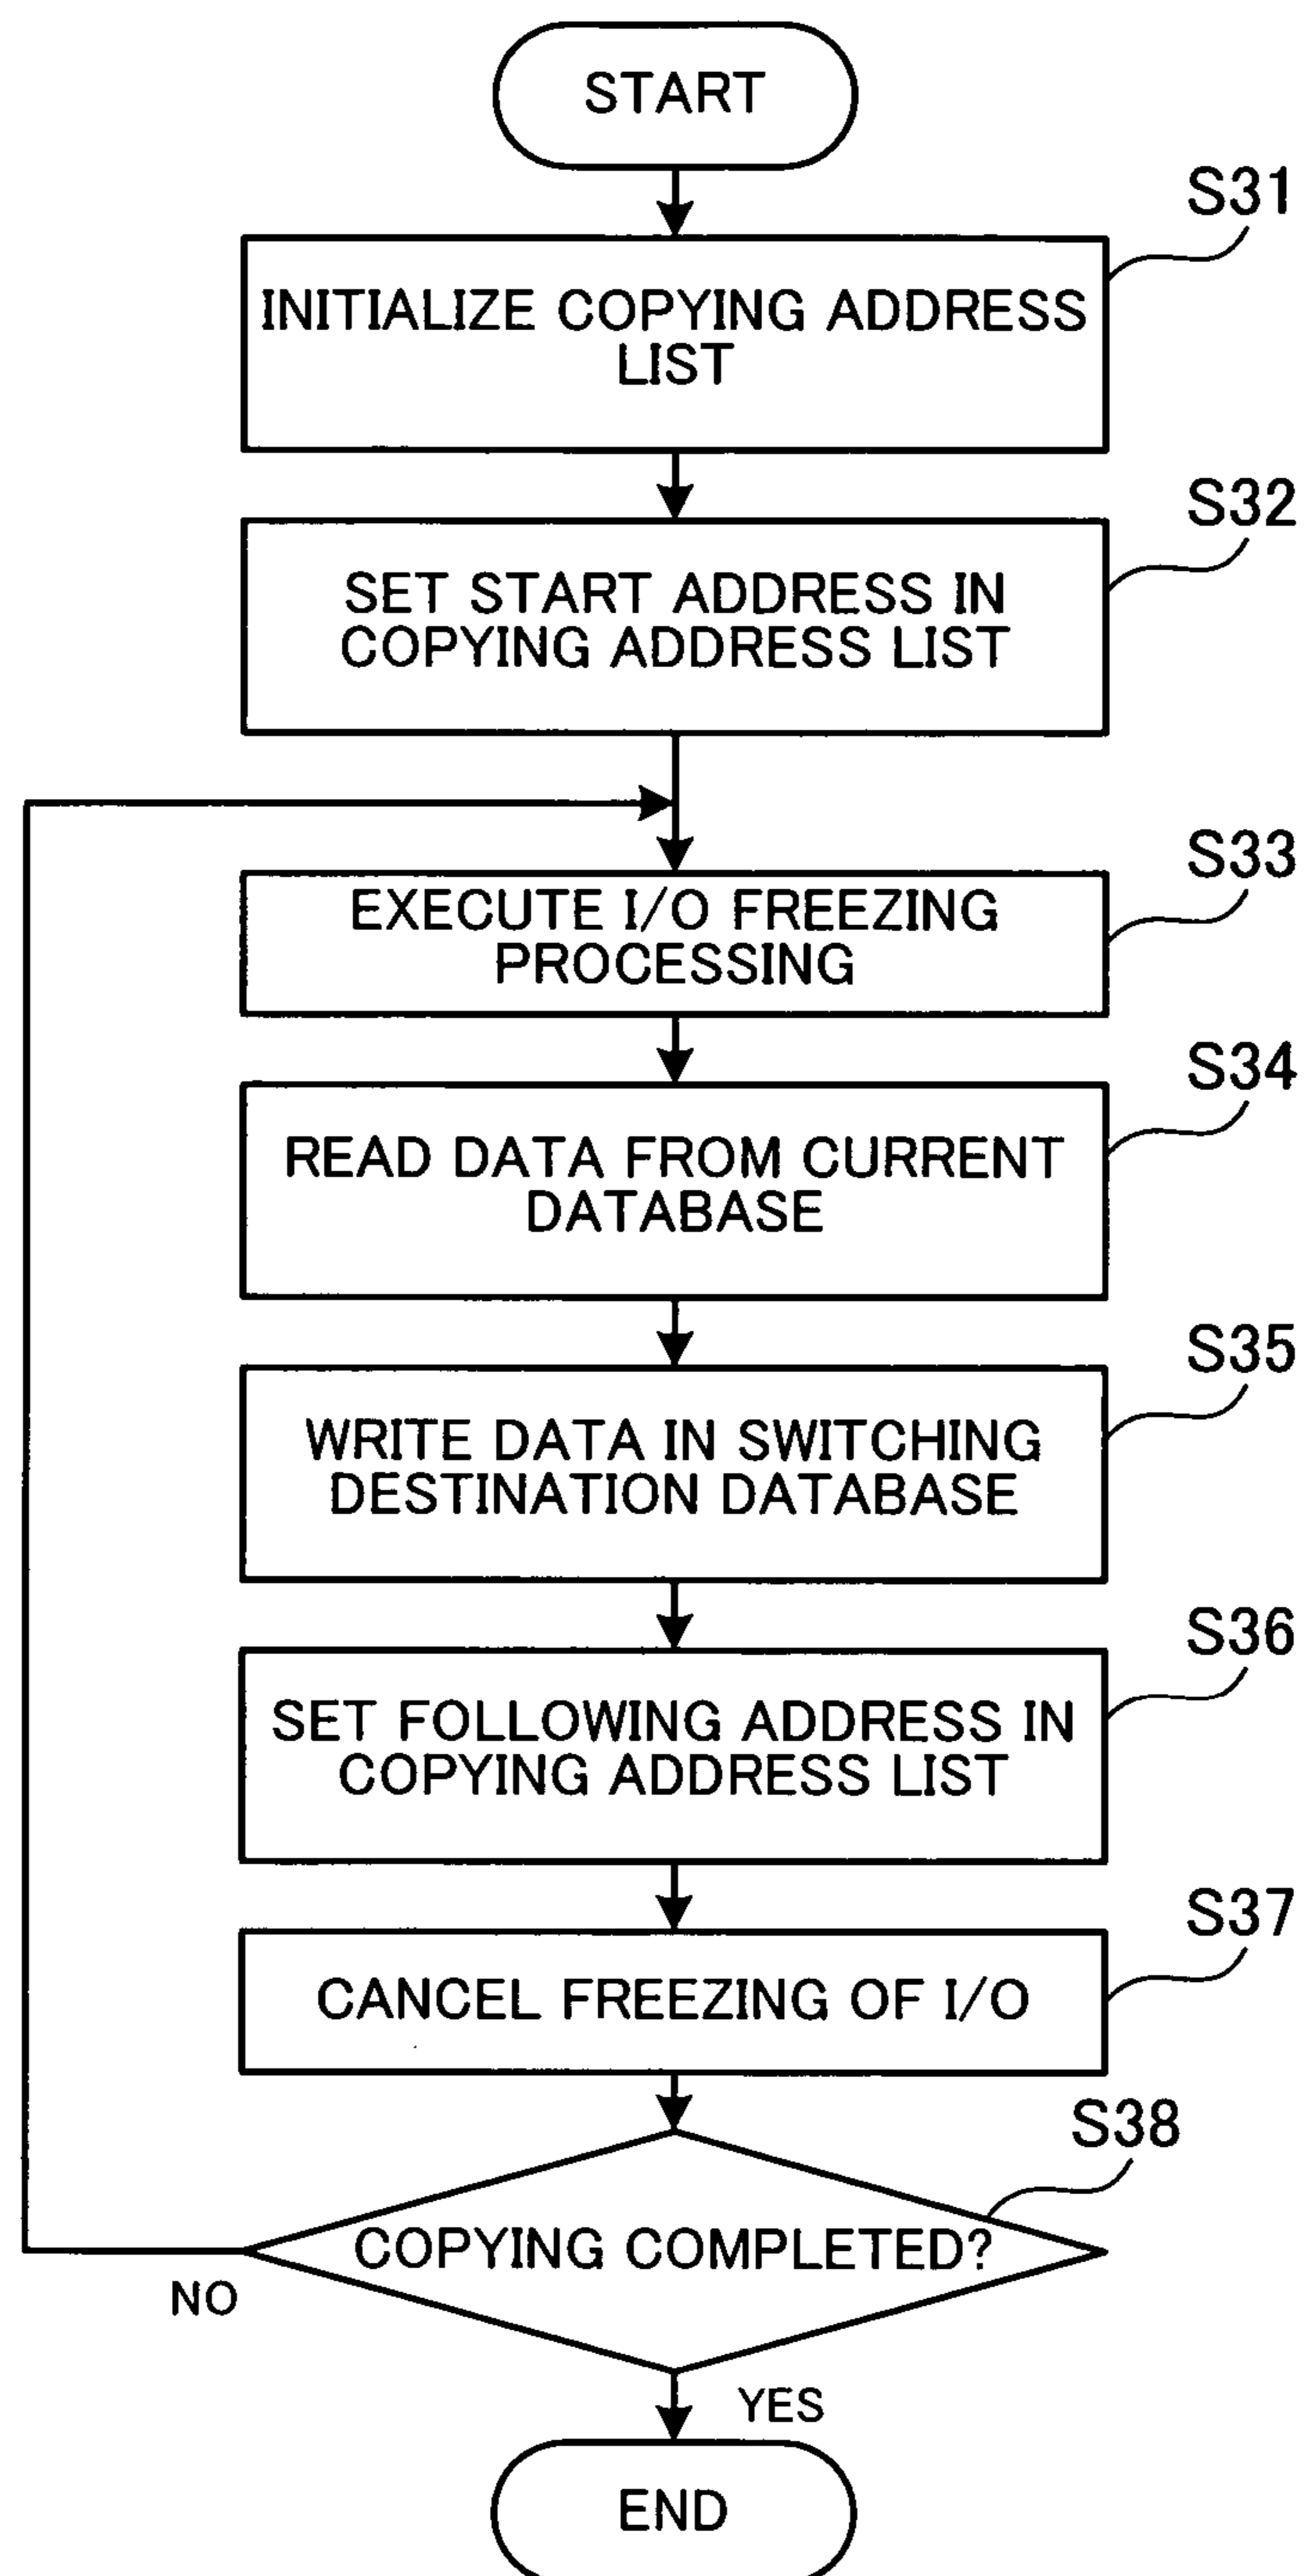 START
S31
INITIALIZE COPYING ADDRESS
LIST
S32
SET START ADDRESS IN
COPYING ADDRESS LIST
S33
EXECUTE I/O FREEZING
PROCESSING
S34
READ DATA FROM CURRENT
DATABASE
S35
WRITE DATA IN SWITCHING
DESTINATION DATABASE
S36
SET FOLLOWING ADDRESS IN
COPYING ADDRESS LIST
S37
CANCEL FREEZING OF I/O
S38
COPYING COMPLETED?
NO
YES
END